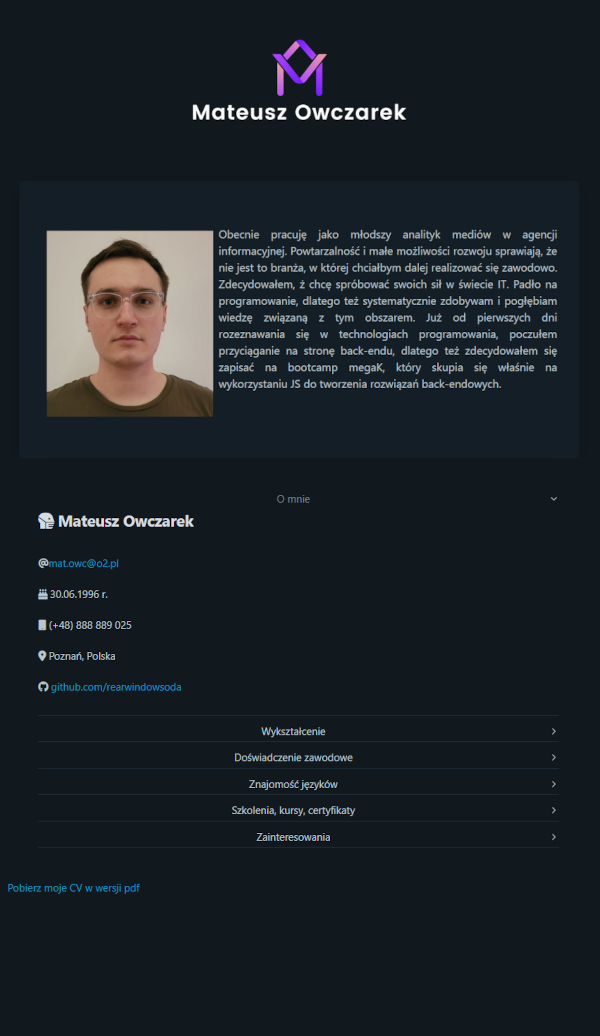 Mateusz Owczarek
Obecnie pracuję jako młodszy analityk mediów w agencji
informacyjnej. Powtarzalność i małe możliwości rozwoju sprawiają, że
nie jest to branża, w której chciałbym dalej realizować się zawodowo.
Zdecydowałem, ż chcę spróbować swoich sił w świecie IT. Padło na
programowanie, dlatego też systematycznie zdobywam i pogłębiam
wiedzę związaną z tym obszarem. Już od pierwszych dni
rozeznawania się w technologiach programowania, poczułem
przyciąganie na stronę back-endu, dlatego też zdecydowałem się
zapisać na bootcamp megaK, który skupia się właśnie na
wykorzystaniu JS do tworzenia rozwiązań back-endowych.
O mnie
Mateusz Owczarek
@mat.owc@o2.pl
30.06.1996 r.
(+48) 888 889 025
Poznań, Polska
github.com/rearwindowsoda
Wykształcenie
Doświadczenie zawodowe
Znajomość języków
Szkolenia, kursy, certyfikaty
Zainteresowania
Pobierz moje CV w wersji pdf